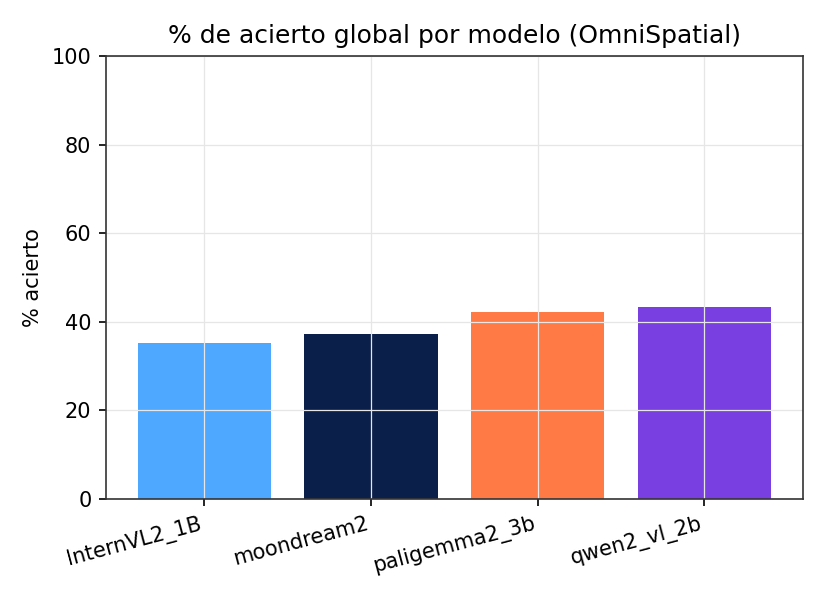 % de acierto global por modelo (OmniSpatial)
100
80
60
40
20
0
% acierto
InternVL2_1B
moondream2
paligemma2_3b
qwen2_vl_2b